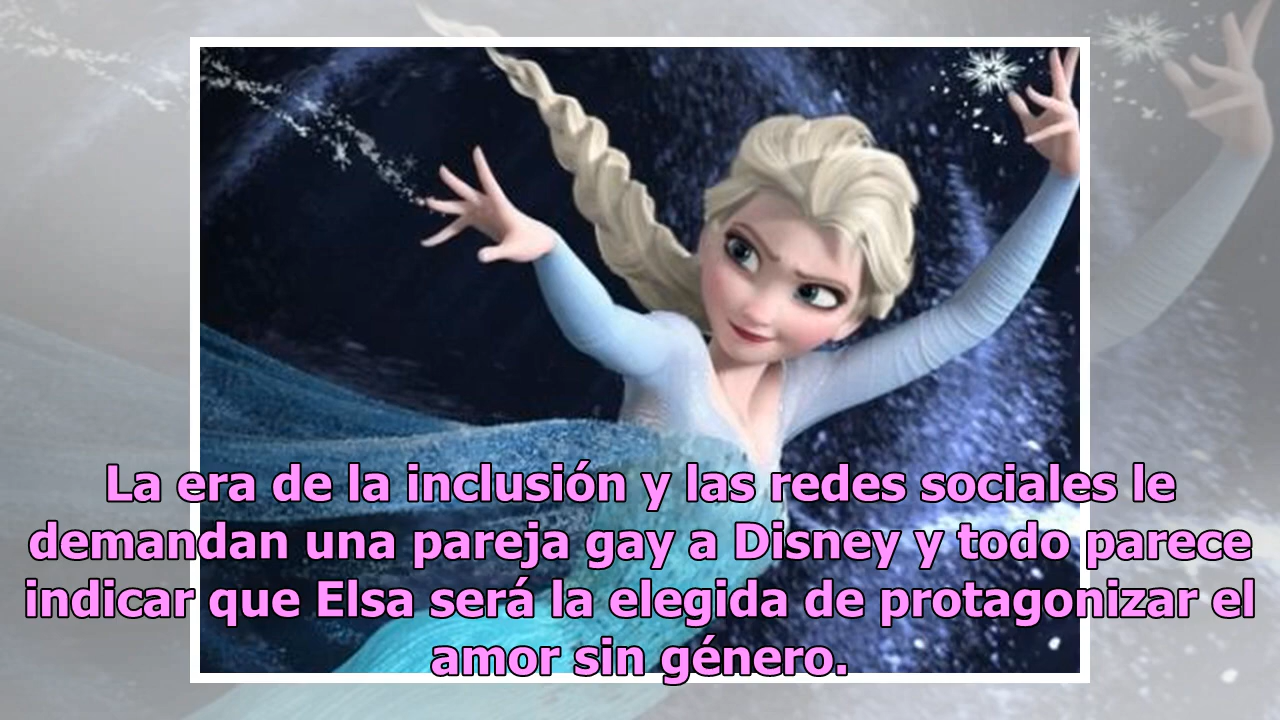 La era de la inclusión y las redes sociales le
demandan una pareja gay a Disney y todo parece
indicar que Elsa será la elegida de protagonizar el
amor sin género.